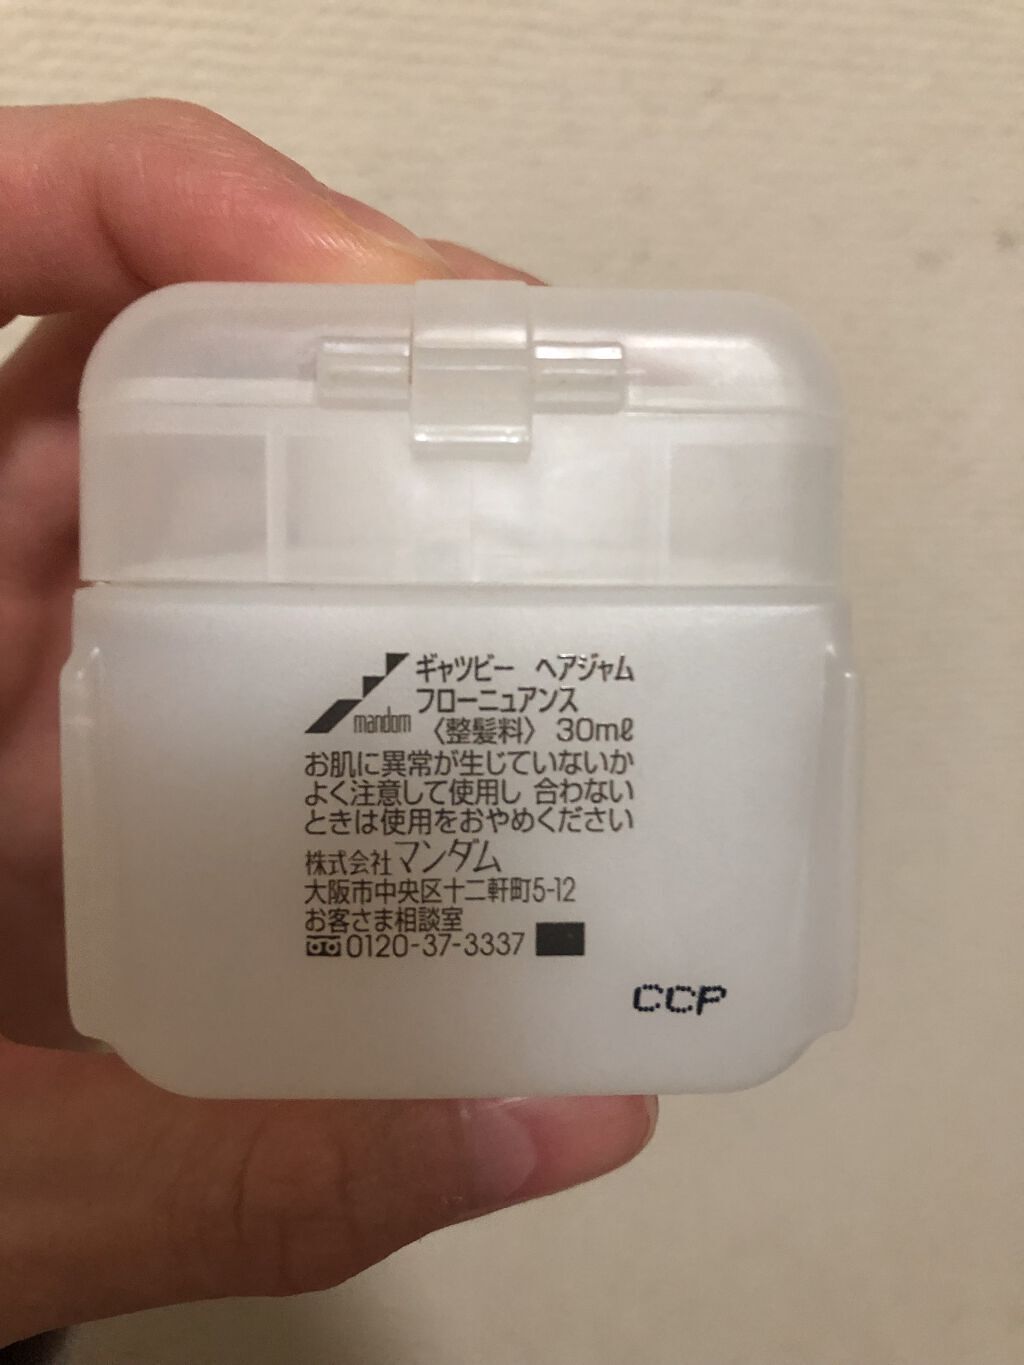 ギャツビー ヘアジャム
フローニュアンス
mandom 〈整髪料〉 30mℓ
お肌に異常が生じていないか
よく注意して使用し 合わない
ときは使用をおやめください
株式会社マンダム
大阪市中央区十二軒町5-12
お客さま相談室
0120-37-3337
CCP